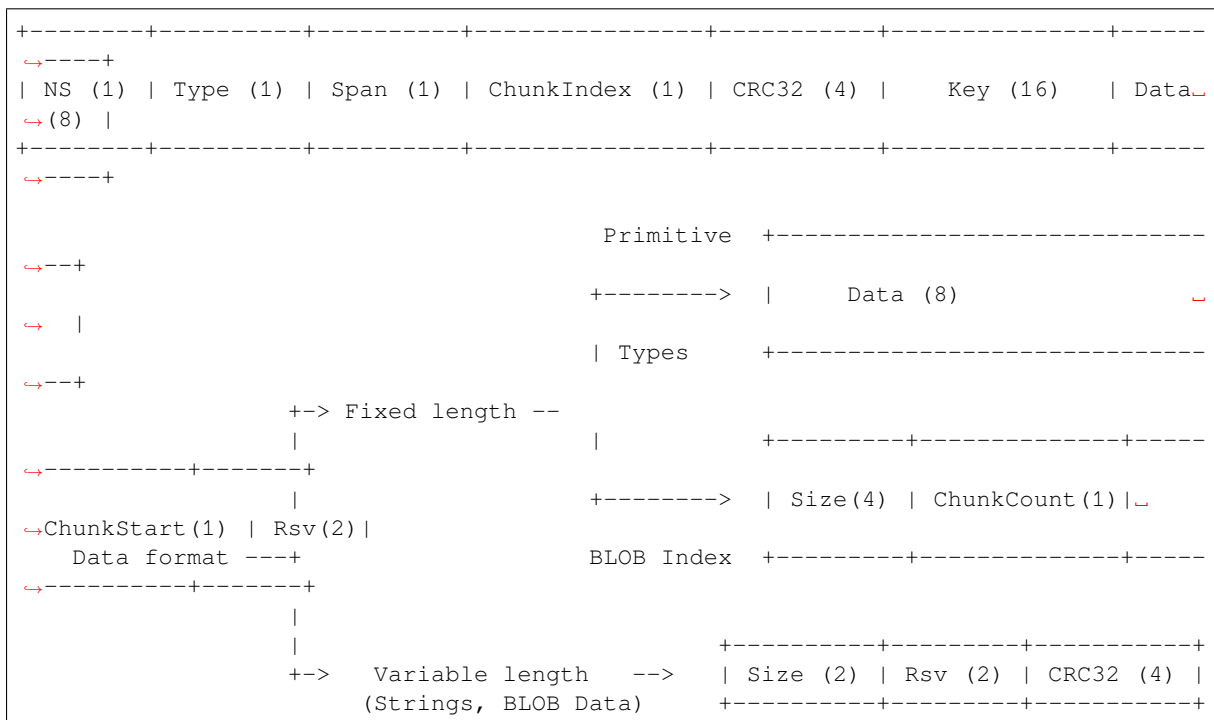 +--------+----------+----------+----------------+-----------+---------------+------
↪----+
| NS (1) | Type (1) | Span (1) | ChunkIndex (1) | CRC32 (4) |    Key (16)   | Data␣
↪(8) |
+--------+----------+----------+----------------+-----------+---------------+------
↪----+
                                         Primitive  +------------------------------
↪--+
                                        +-------->  |     Data (8)                ␣
↪  |
                                        | Types     +------------------------------
↪--+
                   +-> Fixed length --
                   |                    |           +---------+--------------+-----
↪----------+-------+
                   |                    +-------->  | Size(4) | ChunkCount(1)|␣
↪ChunkStart(1) | Rsv(2)|
    Data format ---+                    BLOB Index  +---------+--------------+-----
↪----------+-------+
                   |
                   |                             +----------+---------+-----------+
                   +->   Variable length   -->   | Size (2) | Rsv (2) | CRC32 (4) |
                        (Strings, BLOB Data)     +----------+---------+-----------+